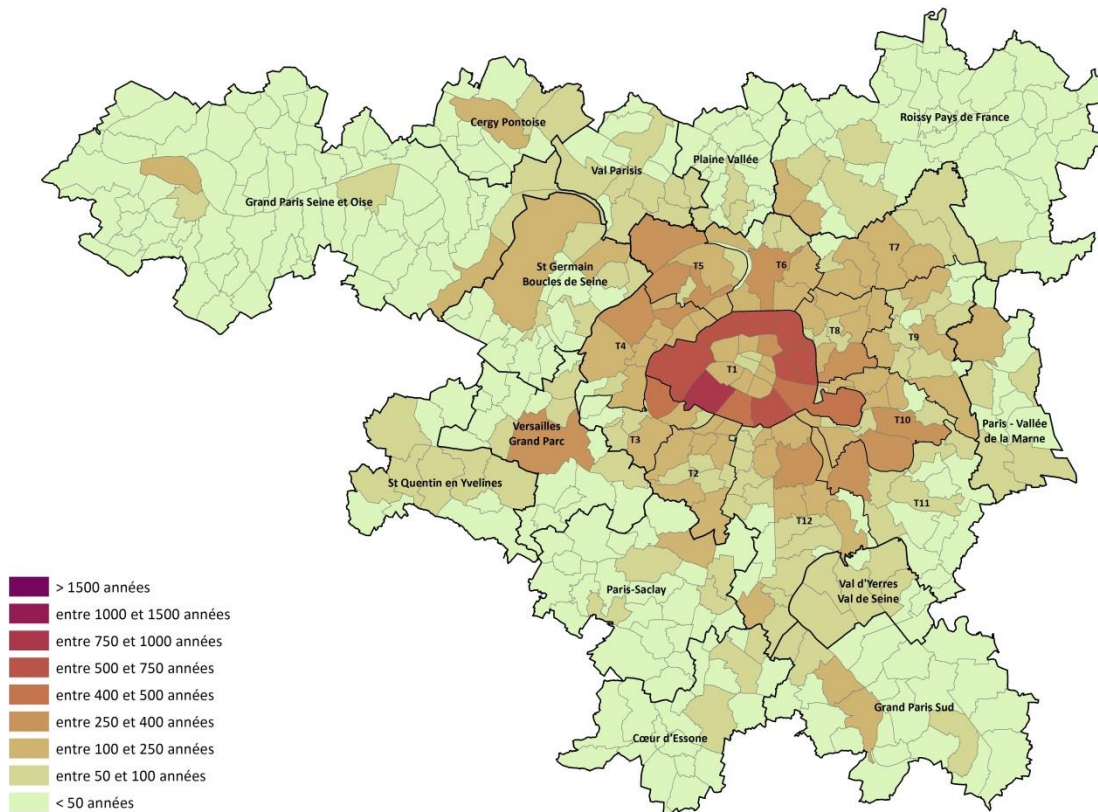 Cergy Pontoise
Roissy Pays de France
Plaine Vallée
Val Parisis
Grand Paris Seine et Oise
T7
T6
T5
St Germain
Boucles de Seine
T8
T9
T4
T1
Paris - Vallée
de la Marne
T10
Versailles
Grand Parc
T3
T2
St Quentin en Yvelines
T11
T12
Val d'Yerres
Val de Seine
Paris-Saclay
Grand Paris Sud
Cœur d'Essone
> 1500 années
entre 1000 et 1500 années
entre 750 et 1000 années
entre 500 et 750 années
entre 400 et 500 années
entre 250 et 400 années
entre 100 et 250 années
entre 50 et 100 années
< 50 années